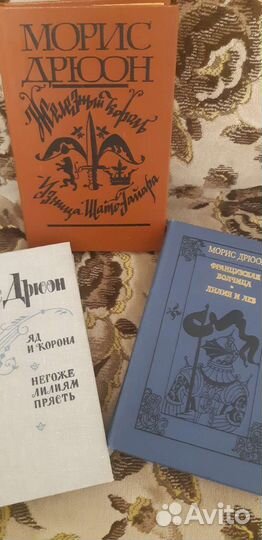 МОРИС
ДРЮОН
Железный король
Узница Шато-Гайара
Дрюон
ЯД
И КОРОНА
НЕГОЖЕ
ЛИЛИЯМ
ПРЯСТЬ
МОРИС ДРЮОН
ФРАНЦУЗСКАЯ
ВОЛЧИЦА
ЛИЛИЯ И ЛЕВ
Avito